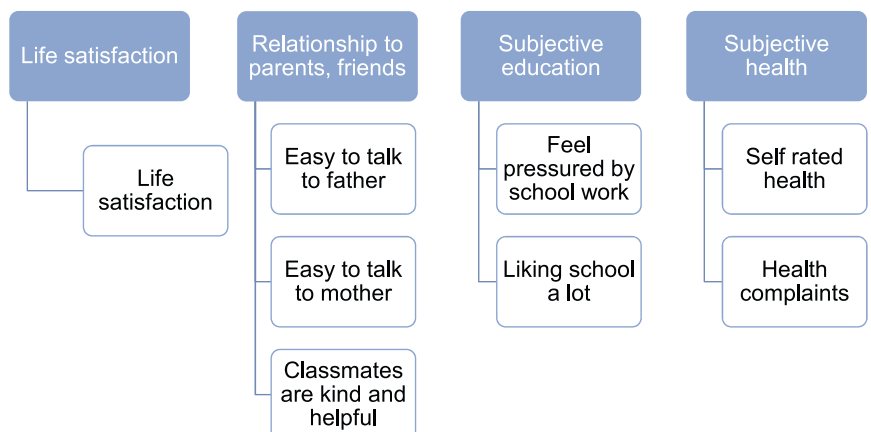 Life satisfaction
Life
satisfaction
Relationship to
parents, friends
Easy to talk
to father
Easy to talk
to mother
Classmates
are kind and
helpful
Subjective
education
Feel
pressured by
school work
Liking school
a lot
Subjective
health
Self rated
health
Health
complaints